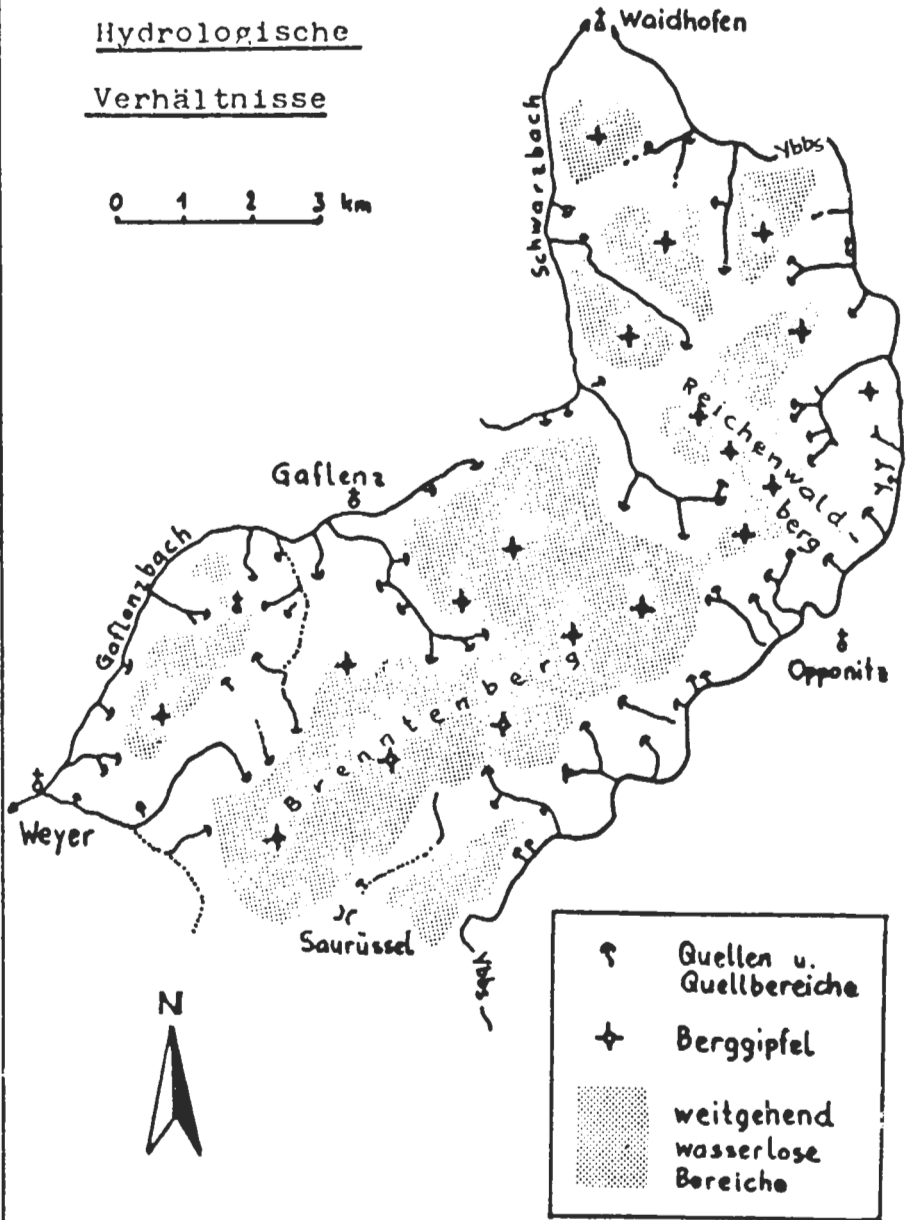 Hydrologische
Verhältnisse
0 1 2 3 km
Waidhofen
Schwarzbach
Ybbs
Reichenwald-
berg
Ybbs
Gaflenz
Gaflenzbach
Opponitz
Brenntenberg
Weyer
Saurüssel
Ybbs
N
Quellen u.
Quellbereiche
Berggipfel
weitgehend
wasserlose
Bereiche